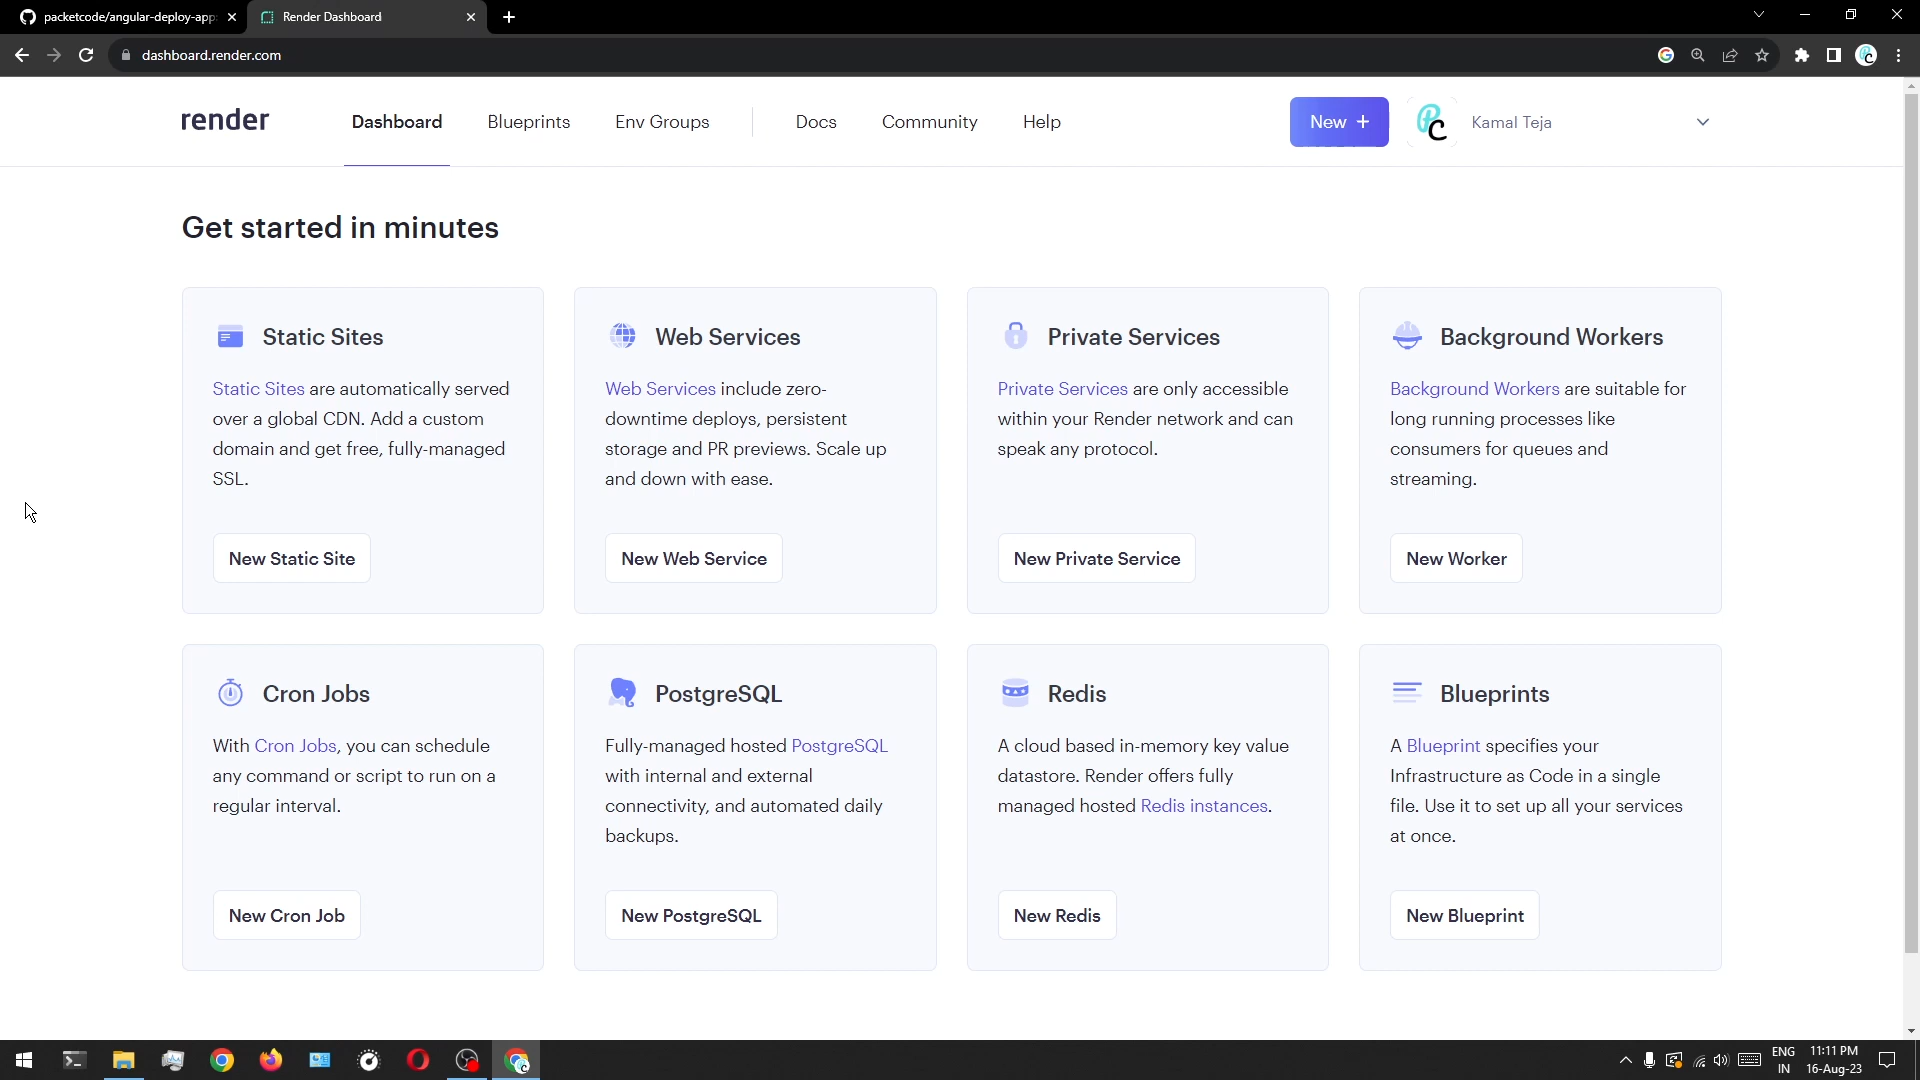 packetcode/angular-deploy-app:
Render Dashboard
dashboard.render.com
render
Dashboard
Blueprints
Env Groups
Docs
Community
Help
New +
Kamal Teja
Get started in minutes
Static Sites
Static Sites are automatically served
over a global CDN. Add a custom
domain and get free, fully-managed
SSL.
New Static Site
Web Services
Web Services include zero-
downtime deploys, persistent
storage and PR previews. Scale up
and down with ease.
New Web Service
Private Services
Private Services are only accessible
within your Render network and can
speak any protocol.
New Private Service
Background Workers
Background Workers are suitable for
long running processes like
consumers for queues and
streaming.
New Worker
Cron Jobs
With Cron Jobs, you can schedule
any command or script to run on a
regular interval.
New Cron Job
PostgreSQL
Fully-managed hosted PostgreSQL
with internal and external
connectivity, and automated daily
backups.
New PostgreSQL
Redis
A cloud based in-memory key value
datastore. Render offers fully
managed hosted Redis instances.
New Redis
Blueprints
A Blueprint specifies your
Infrastructure as Code in a single
file. Use it to set up all your services
at once.
New Blueprint
ENG
IN
11:11 PM
16-Aug-23